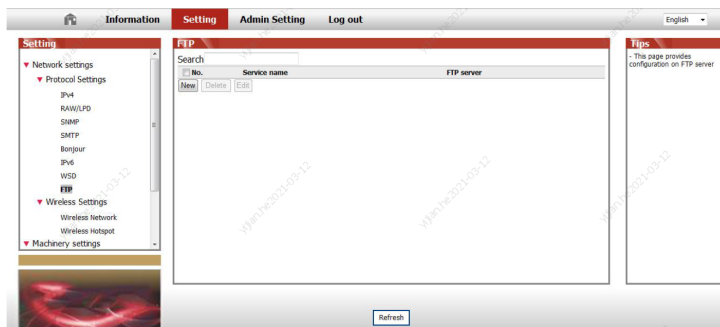 Information Setting Admin Setting Log out English
Setting
Network settings
Protocol Settings
IPv4
RAW/LPD
SNMP
SMTP
Bonjour
IPv6
WSD
FTP
Wireless Settings
Wireless Network
Wireless Hotspot
Machinery settings
FTP
Search
No. Service name FTP server
New Delete Edit
Refresh
Tips
- This page provides
configuration on FTP server